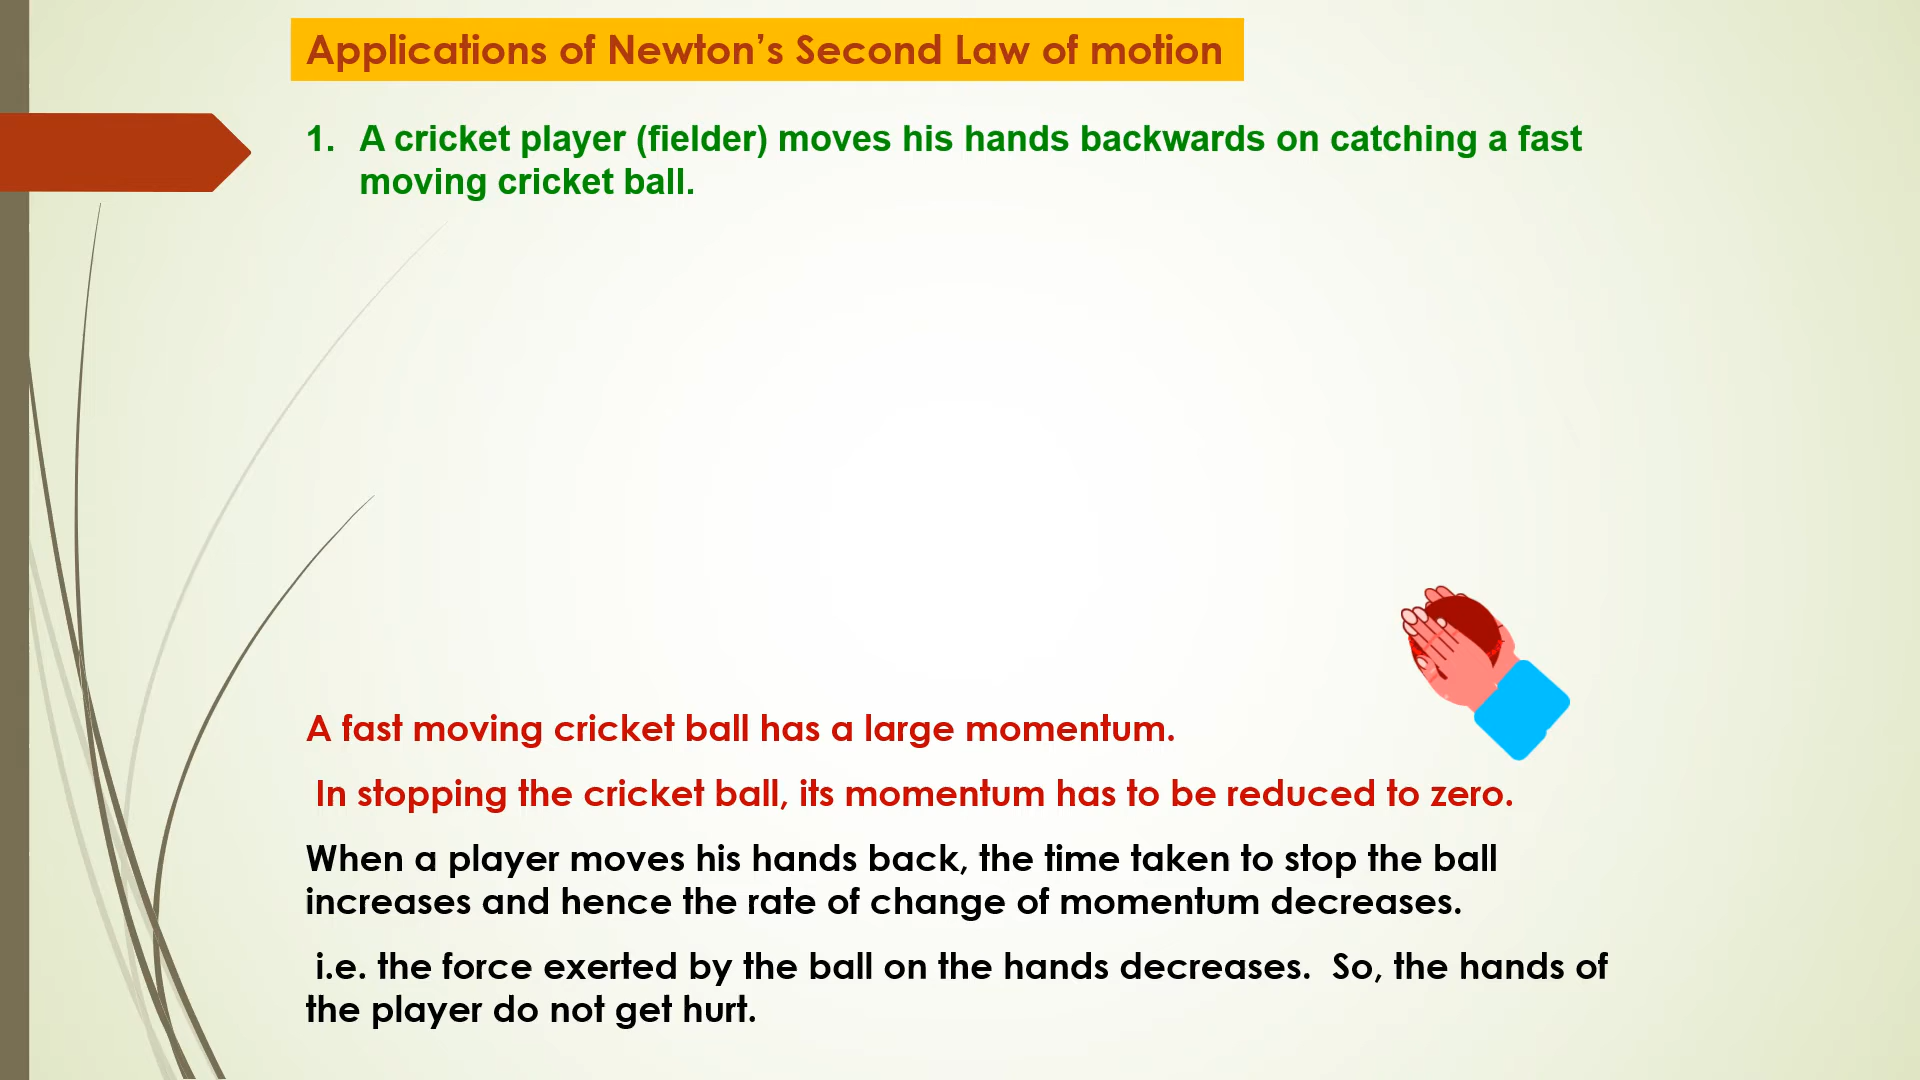 Applications of Newton’s Second Law of motion
1. A cricket player (fielder) moves his hands backwards on catching a fast
moving cricket ball.
A fast moving cricket ball has a large momentum.
In stopping the cricket ball, its momentum has to be reduced to zero.
When a player moves his hands back, the time taken to stop the ball
increases and hence the rate of change of momentum decreases.
i.e. the force exerted by the ball on the hands decreases. So, the hands of
the player do not get hurt.